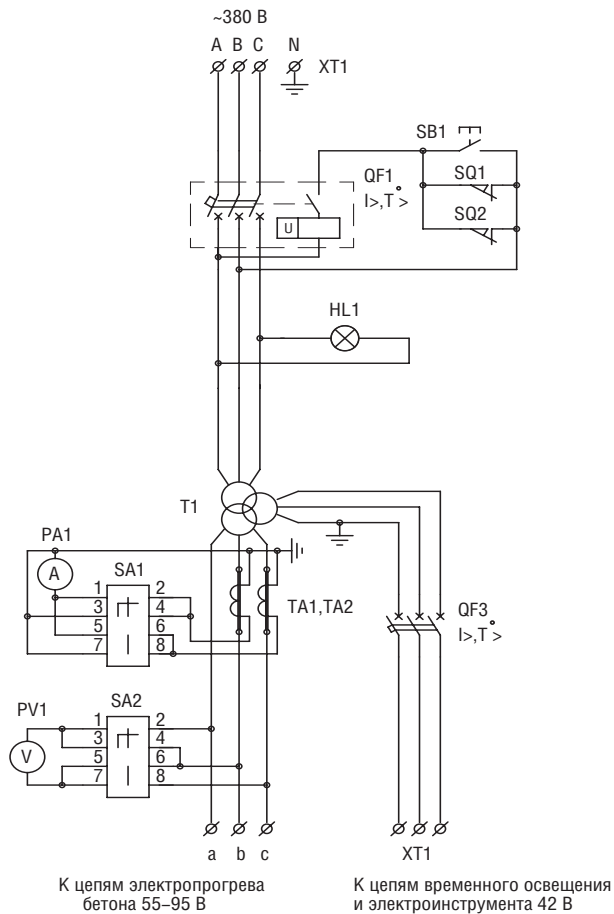 ~380 В
A B C N
XT1
SB1
QF1
I>,T°>
SQ1
SQ2
U
HL1
T1
PA1
A
SA1
1 2
3 4
5 6
7 8
TA1,TA2
QF3
I>,T°>
PV1
V
SA2
1 2
3 4
5 6
7 8
a b c
XT1
К цепям электропрогрева
бетона 55–95 В
К цепям временного освещения
и электроинструмента 42 В